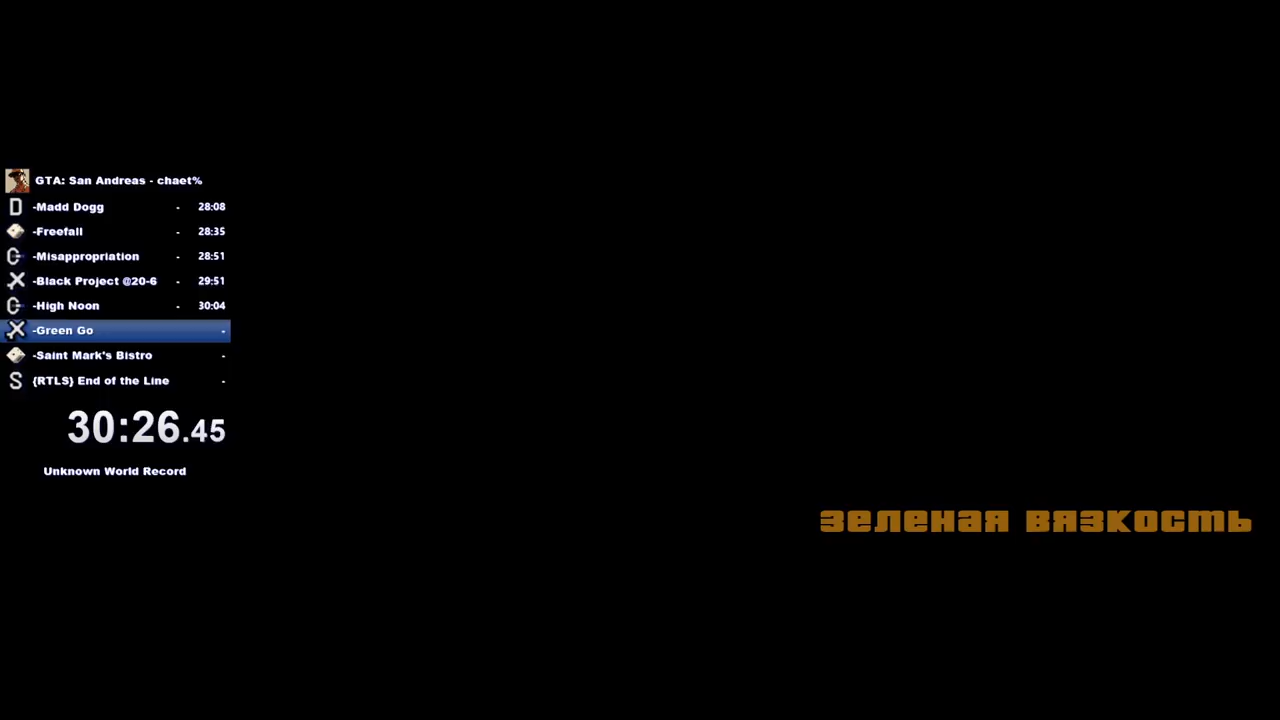 GTA: San Andreas - chaet%
D -Madd Dogg - 28:08
-Freefall - 28:35
C -Misappropriation - 28:51
-Black Project @20-6 - 29:51
C -High Noon - 30:04
-Green Go -
-Saint Mark's Bistro -
S {RTLS} End of the Line -
30:26.45
Unknown World Record
зеленая вязкость